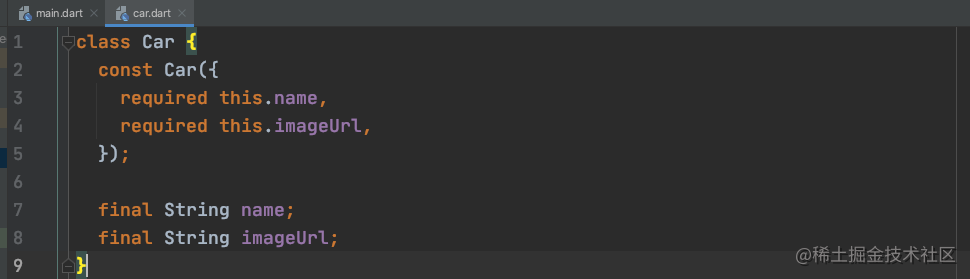 main.dart car.dart
1 class Car {
2 const Car({
3 required this.name,
4 required this.imageUrl,
5 });
6
7 final String name;
8 final String imageUrl;
9 }
@稀土掘金技术社区